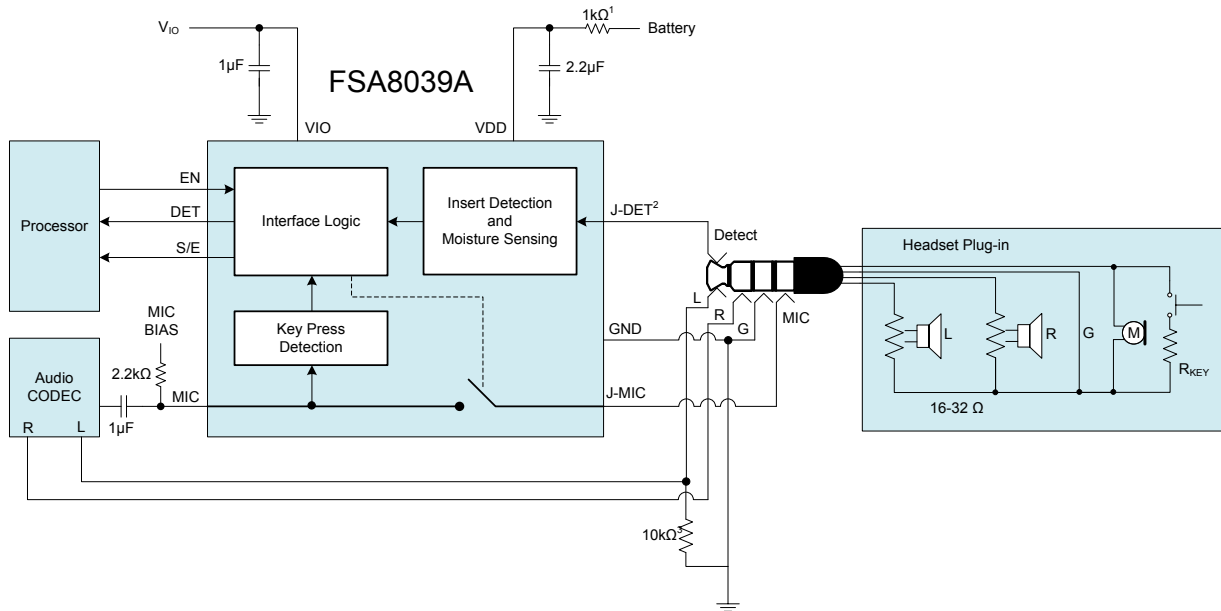 V_IO
1kΩ¹
Battery
1µF
2.2µF
FSA8039A
VIO
VDD
Processor
EN
DET
S/E
Interface Logic
Insert Detection
and
Moisture Sensing
J-DET²
Detect
Headset Plug-in
L
R
G
MIC
L
R
G
M
R_KEY
16-32 Ω
Key Press
Detection
GND
MIC
BIAS
2.2kΩ
Audio
CODEC
MIC
J-MIC
1µF
R
L
10kΩ³